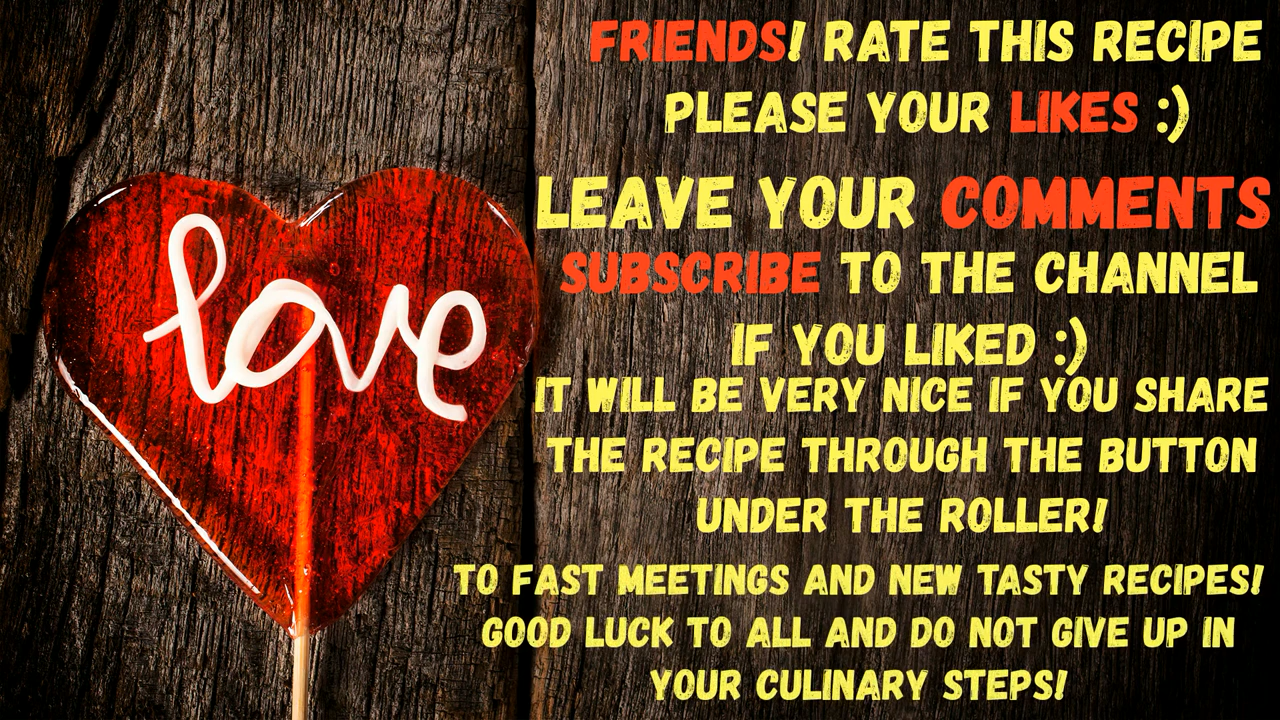 love
FRIENDS! RATE THIS RECIPE
PLEASE YOUR LIKES :)
LEAVE YOUR COMMENTS
SUBSCRIBE TO THE CHANNEL
IF YOU LIKED :)
IT WILL BE VERY NICE IF YOU SHARE
THE RECIPE THROUGH THE BUTTON
UNDER THE ROLLER!
TO FAST MEETINGS AND NEW TASTY RECIPES!
GOOD LUCK TO ALL AND DO NOT GIVE UP IN
YOUR CULINARY STEPS!